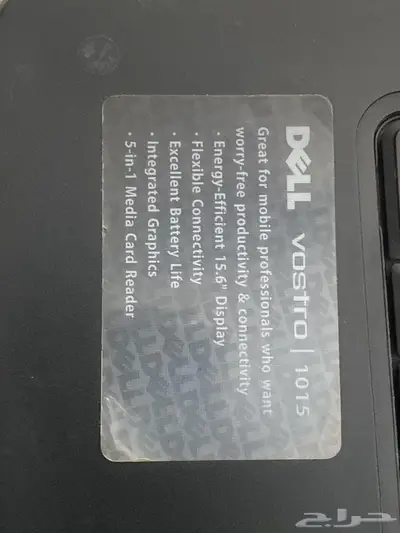 DELL vostro | 1015
Great for mobile professionals who want
worry-free productivity & connectivity
• Energy-Efficient 15.6" Display
• Flexible Connectivity
• Excellent Battery Life
• Integrated Graphics
• 5-in-1 Media Card Reader
حراج